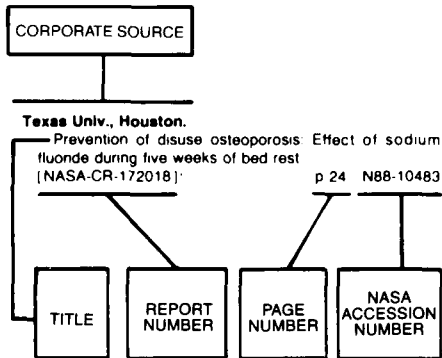 CORPORATE SOURCE
Texas Univ., Houston.
Prevention of disuse osteoporosis: Effect of sodium
fluonde during five weeks of bed rest
[NASA-CR-172018]
p 24 N88-10483
TITLE
REPORT
NUMBER
PAGE
NUMBER
NASA
ACCESSION
NUMBER